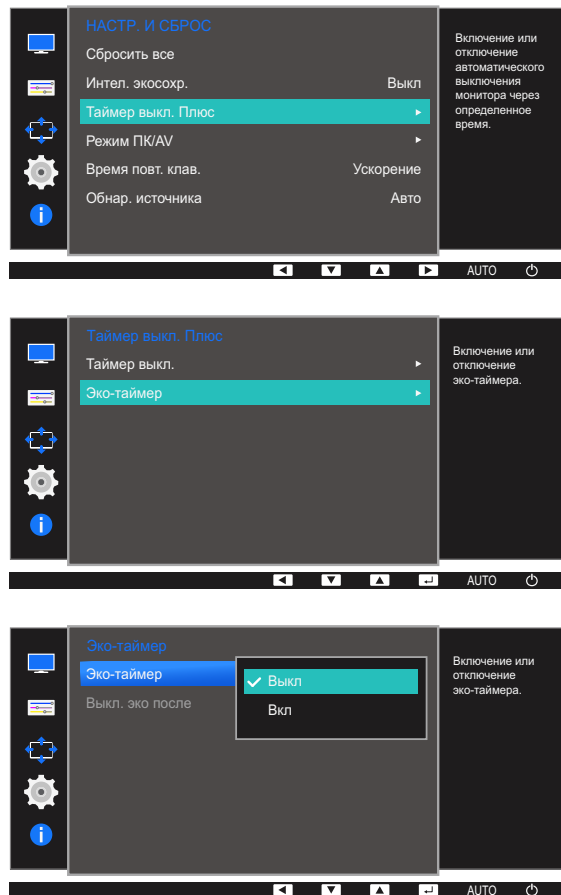 НАСТР. И СБРОС
Сбросить все
Интел. экосохр. Выкл
Таймер выкл. Плюс
Режим ПК/AV
Время повт. клав. Ускорение
Обнар. источника Авто
Включение или
отключение
автоматического
выключения
монитора через
определенное
время.
AUTO
Таймер выкл. Плюс
Таймер выкл.
Эко-таймер
Включение или
отключение
эко-таймера.
AUTO
Эко-таймер
Эко-таймер
Выкл
Выкл. эко после
Вкл
Включение или
отключение
эко-таймера.
AUTO